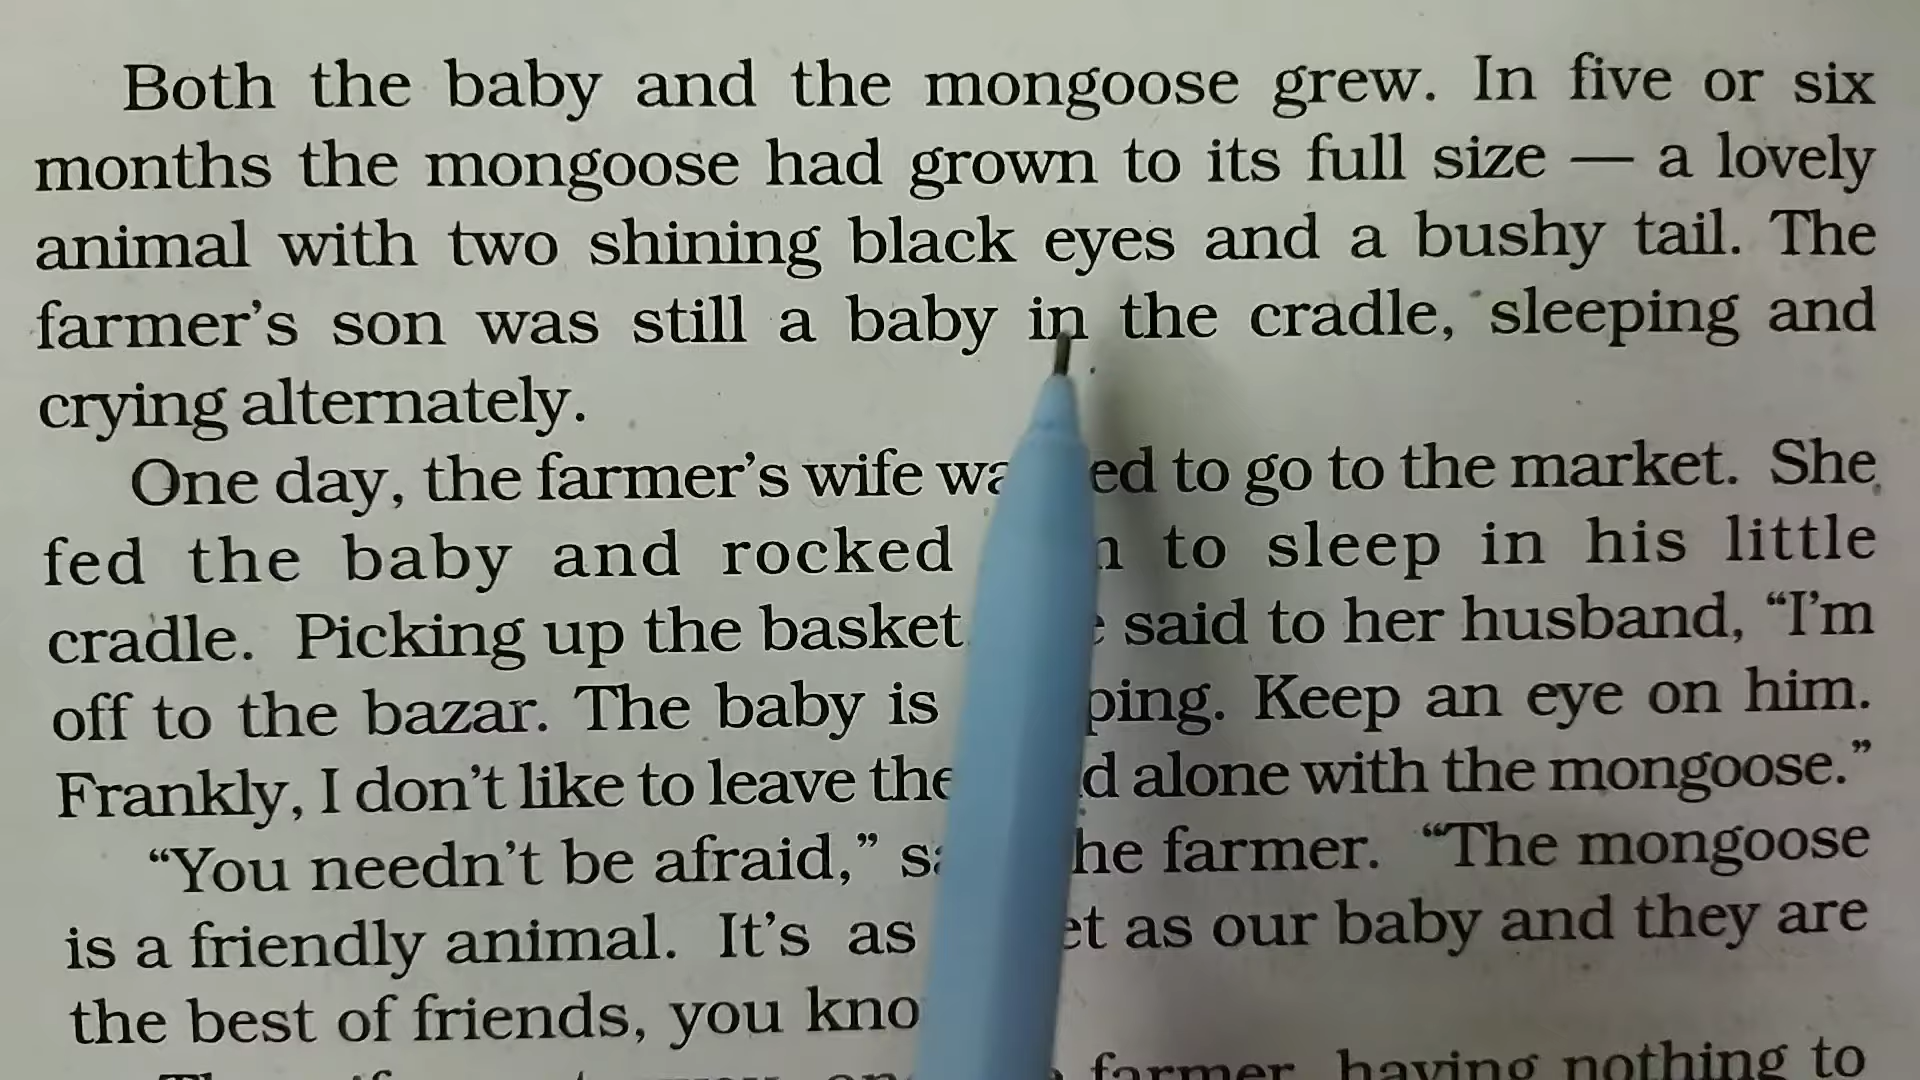 Both the baby and the mongoose grew. In five or six
months the mongoose had grown to its full size — a lovely
animal with two shining black eyes and a bushy tail. The
farmer’s son was still a baby in the cradle, sleeping and
crying alternately.
One day, the farmer’s wife to go to the market. She
fed the baby and rocked to sleep in his little
cradle. Picking up the basket said to her husband, “I’m
off to the bazar. The baby is Keep an eye on him.
Frankly, I don’t like to leave the alone with the mongoose.”
“You needn’t be afraid,” the farmer. “The mongoose
is a friendly animal. It’s as as our baby and they are
the best of friends, you
farmer having nothing to